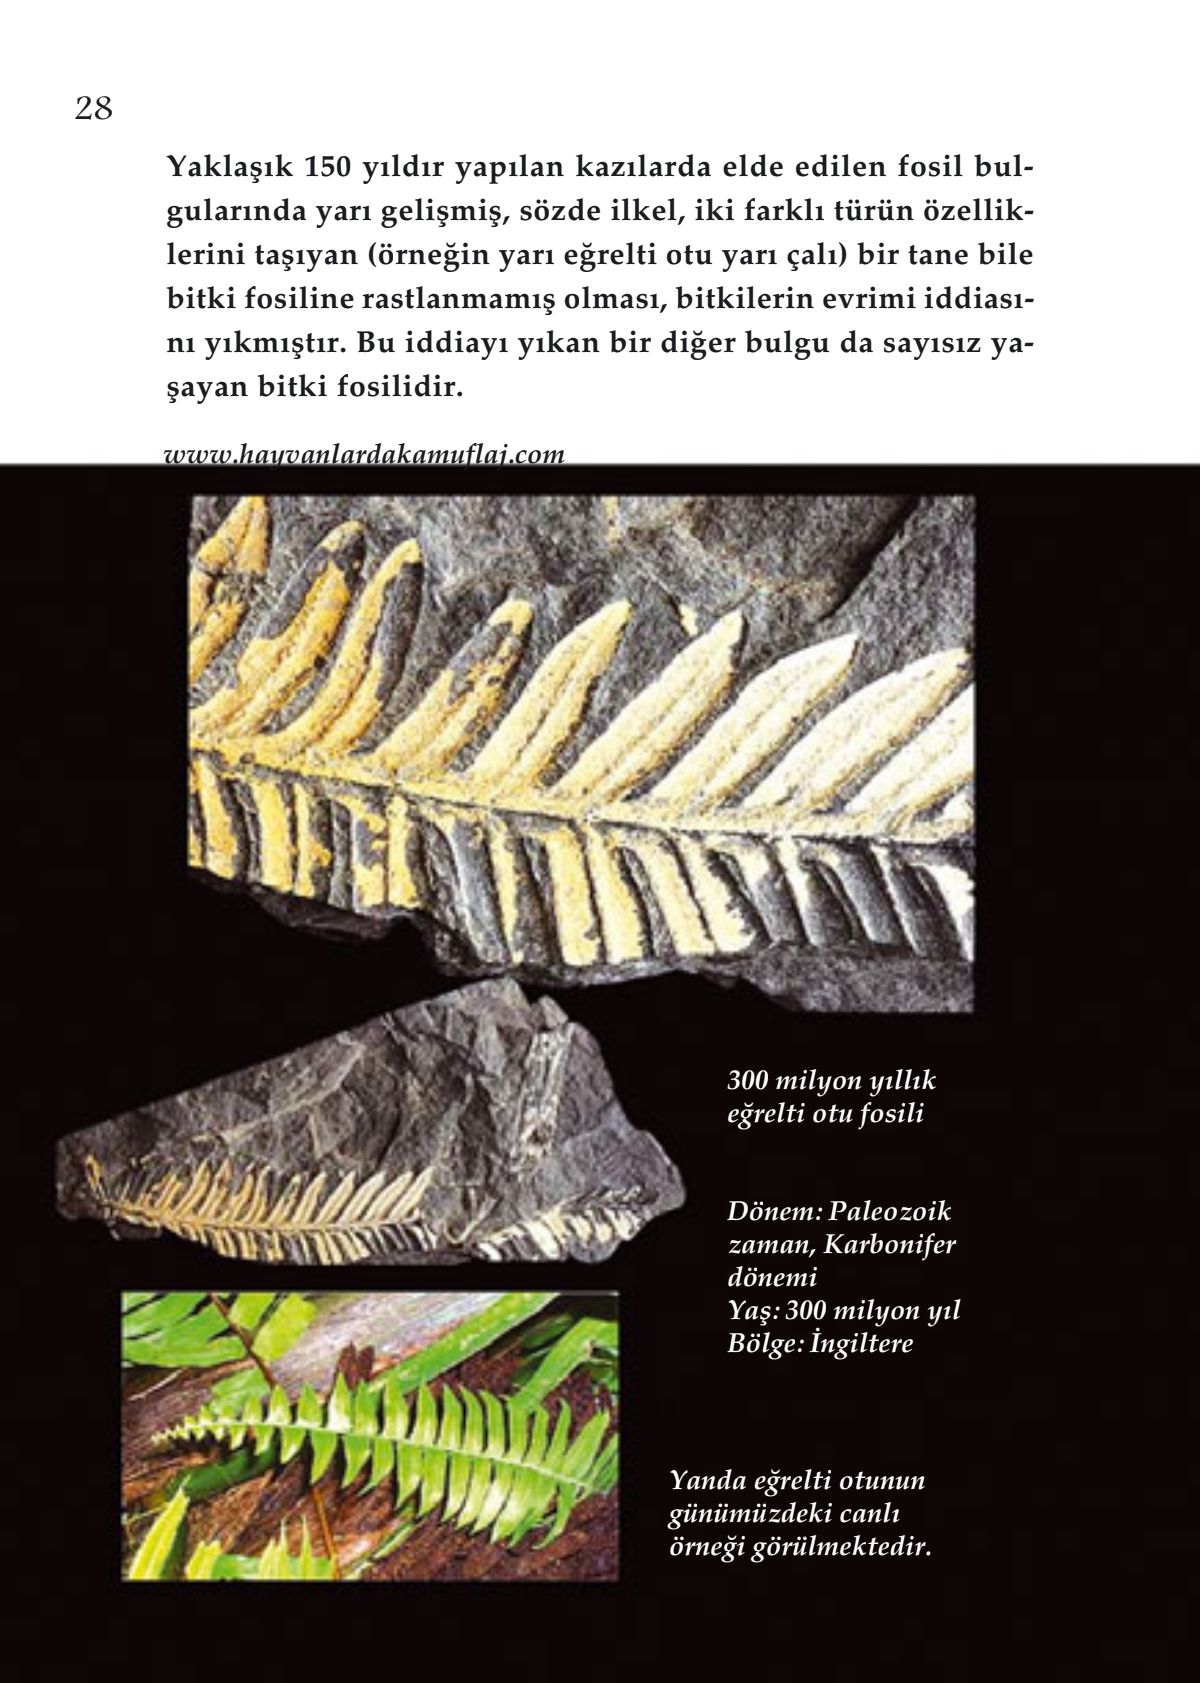 28
Yaklaşık 150 yıldır yapılan kazılarda elde edilen fosil bul-
gularında yarı gelişmiş, sözde ilkel, iki farklı türün özellik-
lerini taşıyan (örneğin yarı eğrelti otu yarı çalı) bir tane bile
bitki fosiline rastlanmamış olması, bitkilerin evrimi iddiası-
nı yıkmıştır. Bu iddiayı yıkan bir diğer bulgu da sayısız ya-
şayan bitki fosilidir.
www.hayvanlardakamuflaj.com
300 milyon yıllık
eğrelti otu fosili
Dönem: Paleozoik
zaman, Karbonifer
dönemi
Yaş: 300 milyon yıl
Bölge: İngiltere
Yanda eğrelti otunun
günümüzdeki canlı
örneği görülmektedir.